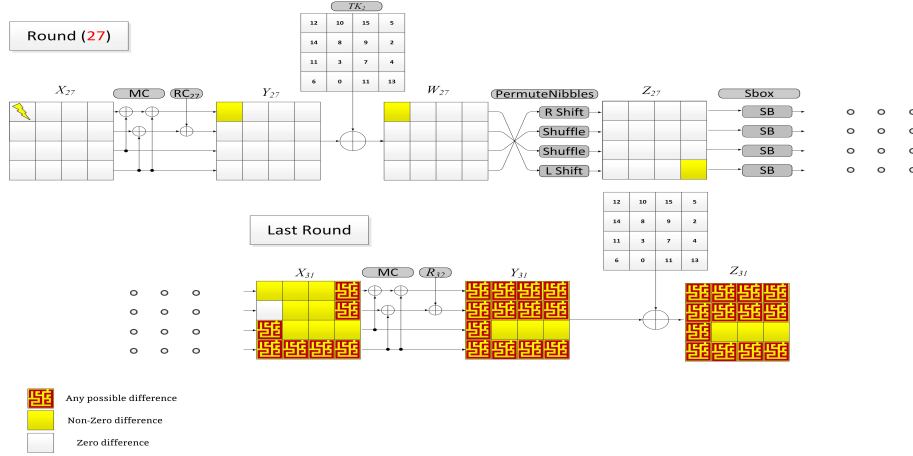 TK₂
12 10 15 5
14 8 9 2
11 3 7 4
6 0 11 13
Round (27)
X₂₇ MC RC₂₇ Y₂₇ W₂₇ PermuteNibbles Z₂₇ Sbox
R Shift SB
Shuffle SB
Shuffle SB
L Shift SB
12 10 15 5
14 8 9 2
11 3 7 4
6 0 11 13
Last Round
X₃₁ MC R₃₂ Y₃₁ Z₃₁
Any possible difference
Non-Zero difference
Zero difference